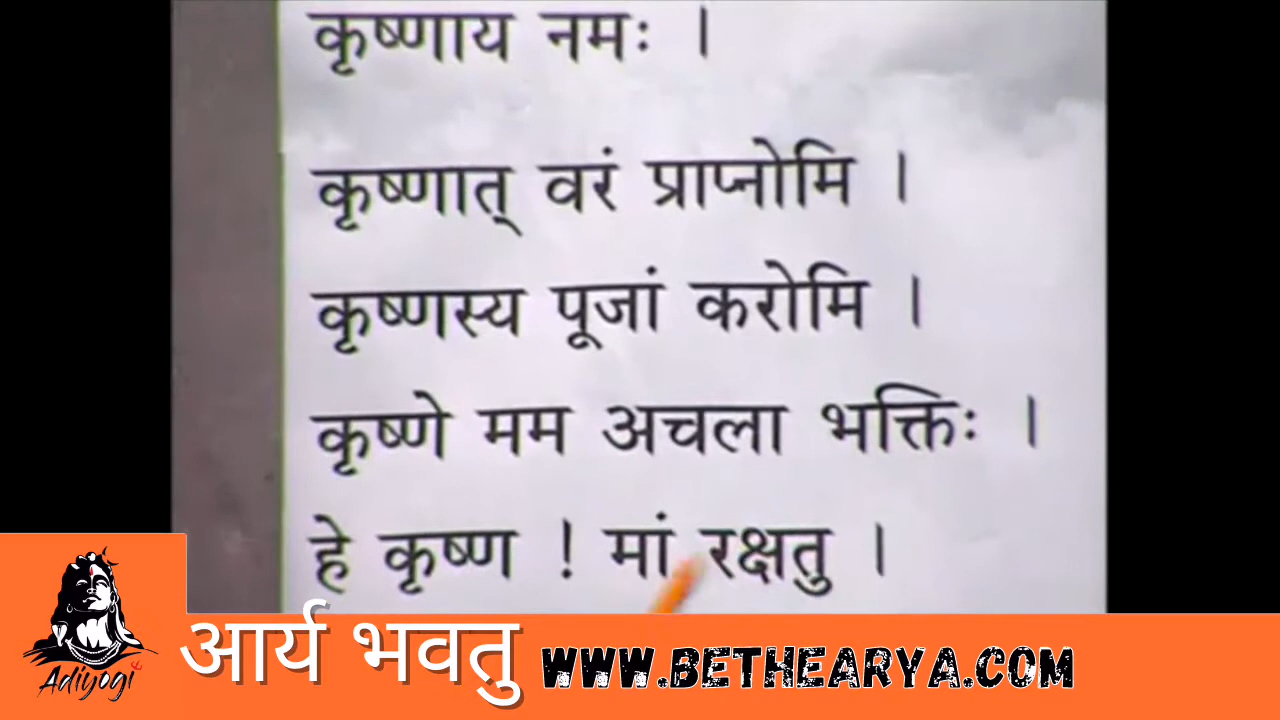 कृष्णाय नमः ।
कृष्णात् वरं प्राप्नोमि ।
कृष्णस्य पूजां करोमि ।
कृष्णे मम अचला भक्तिः ।
हे कृष्ण ! मां रक्षतु ।
Adiyogi
आर्य भवतु WWW.BETHEARYA.COM